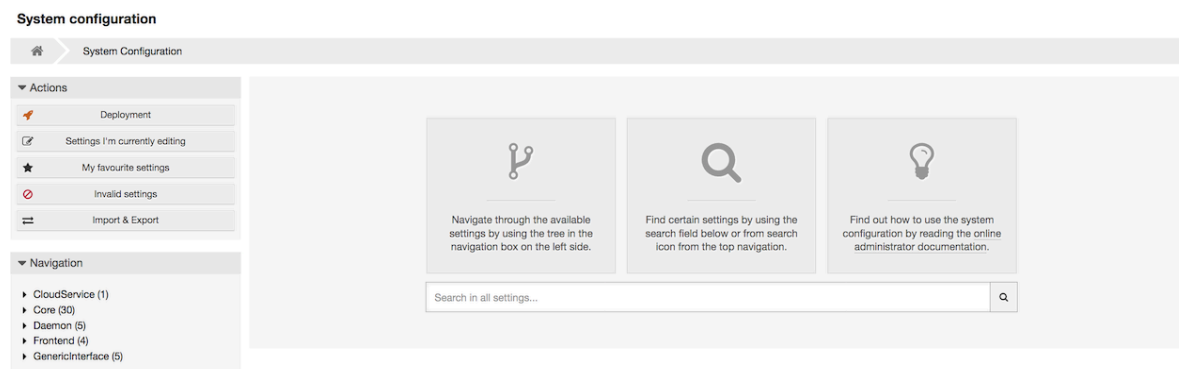 System configuration
System Configuration
Actions
Deployment
Settings I'm currently editing
My favourite settings
Invalid settings
Import & Export
Navigation
CloudService (1)
Core (30)
Daemon (5)
Frontend (4)
GenericInterface (5)
Navigate through the available
settings by using the tree in the
navigation box on the left side.
Find certain settings by using the
search field below or from search
icon from the top navigation.
Find out how to use the system
configuration by reading the online
administrator documentation.
Search in all settings...